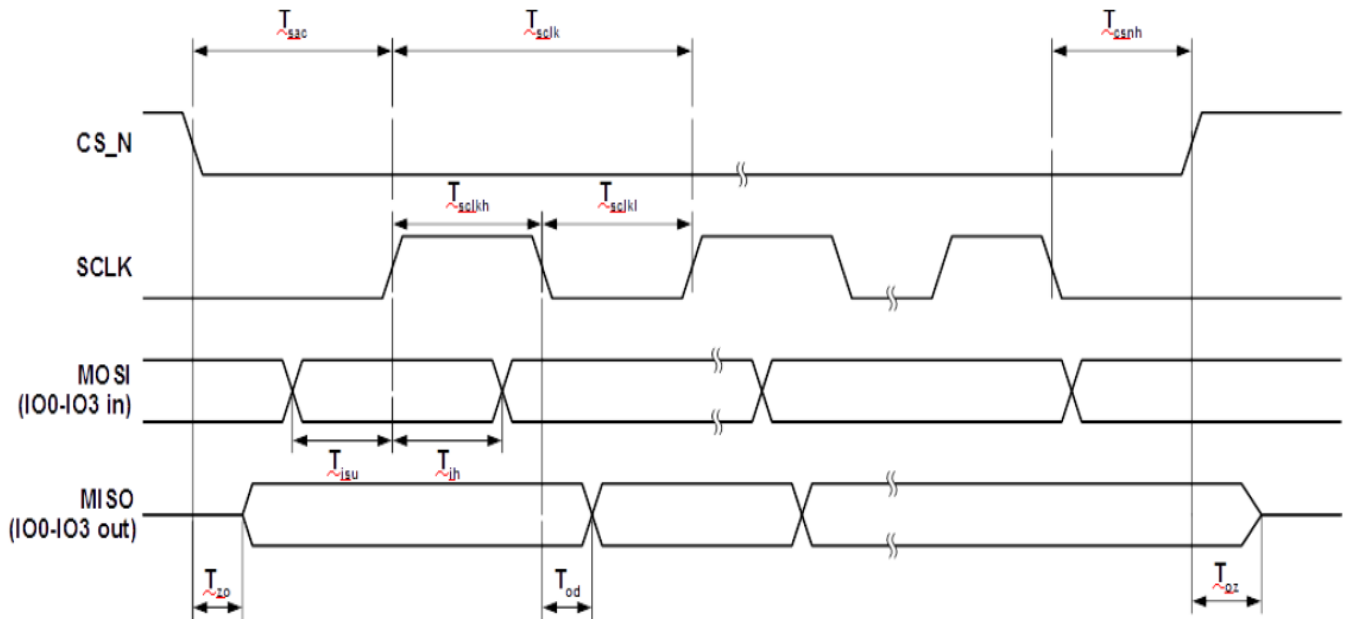 Tsac Tsclk Tcsnh
CS_N
Tsclkh Tsclkl
SCLK
MOSI
(IO0-IO3 in)
Tisu Tih
MISO
(IO0-IO3 out)
Tzo Tod Toz